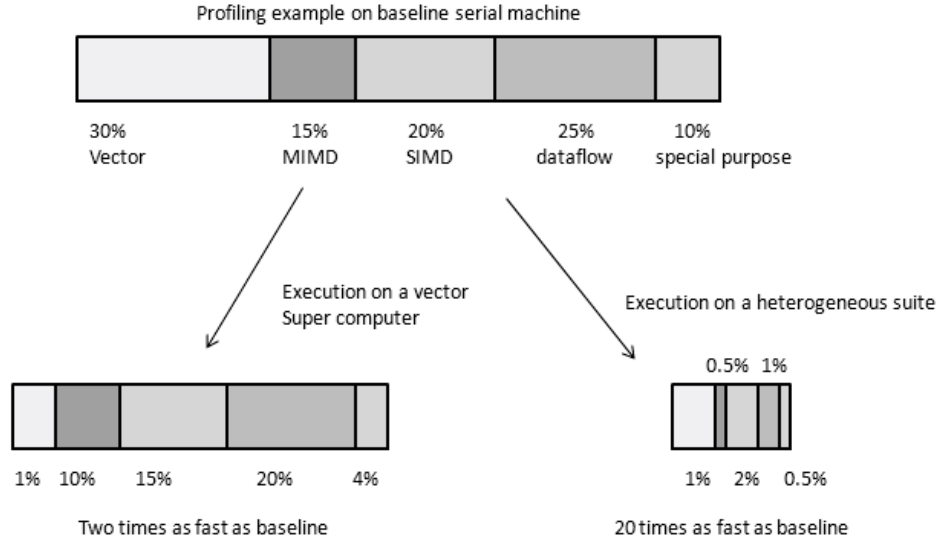 Profiling example on baseline serial machine
30% 15% 20% 25% 10%
Vector MIMD SIMD dataflow special purpose
Execution on a vector
Super computer
Execution on a heterogeneous suite
0.5% 1%
1% 10% 15% 20% 4%
1% 2% 0.5%
Two times as fast as baseline
20 times as fast as baseline